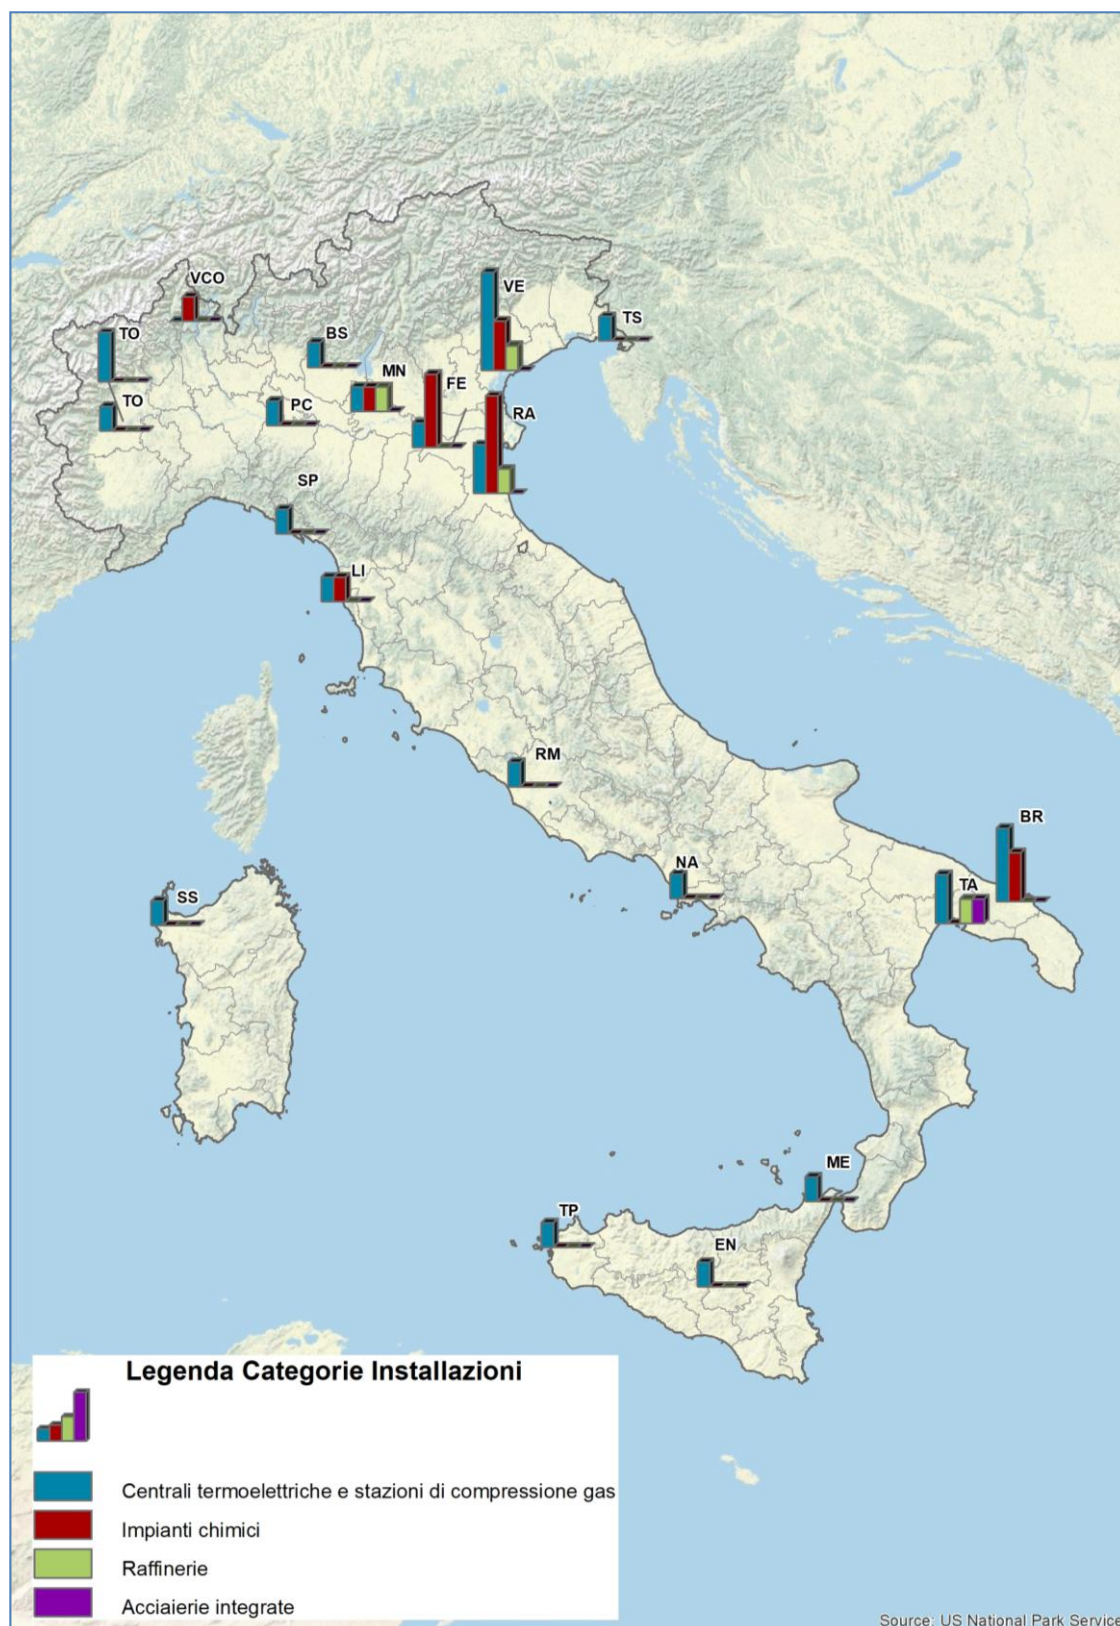 VCO
VE
TO
BS
TS
MN
FE
TO
PC
RA
SP
LI
RM
BR
NA
TA
SS
ME
TP
EN
Legenda Categorie Installazioni
Centrali termoelettriche e stazioni di compressione gas
Impianti chimici
Raffinerie
Acciaierie integrate
Source: US National Park Service